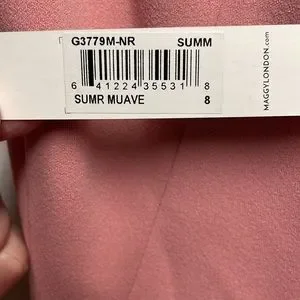 G3779M-NR SUMM
6 41224 35531 8
SUMR MUAVE 8
MAGGYLONDON.com